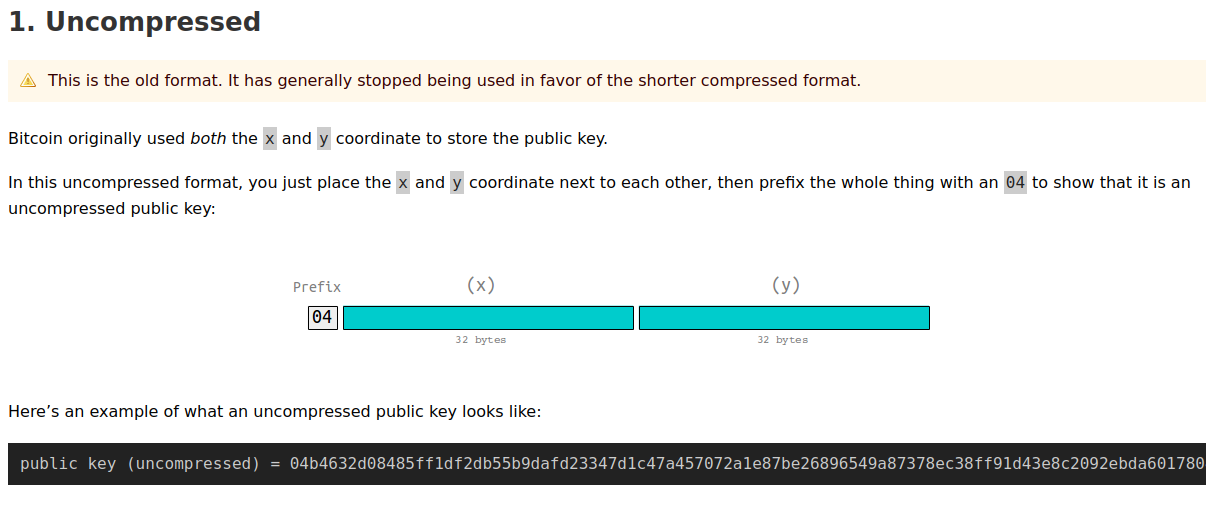 1. Uncompressed
This is the old format. It has generally stopped being used in favor of the shorter compressed format.
Bitcoin originally used both the x and y coordinate to store the public key.
In this uncompressed format, you just place the x and y coordinate next to each other, then prefix the whole thing with an 04 to show that it is an
uncompressed public key:
Prefix (x) (y)
04
32 bytes 32 bytes
Here’s an example of what an uncompressed public key looks like:
public key (uncompressed) = 04b4632d08485ff1df2db55b9dafd23347d1c47a457072a1e87be26896549a87378ec38ff91d43e8c2092ebda601780